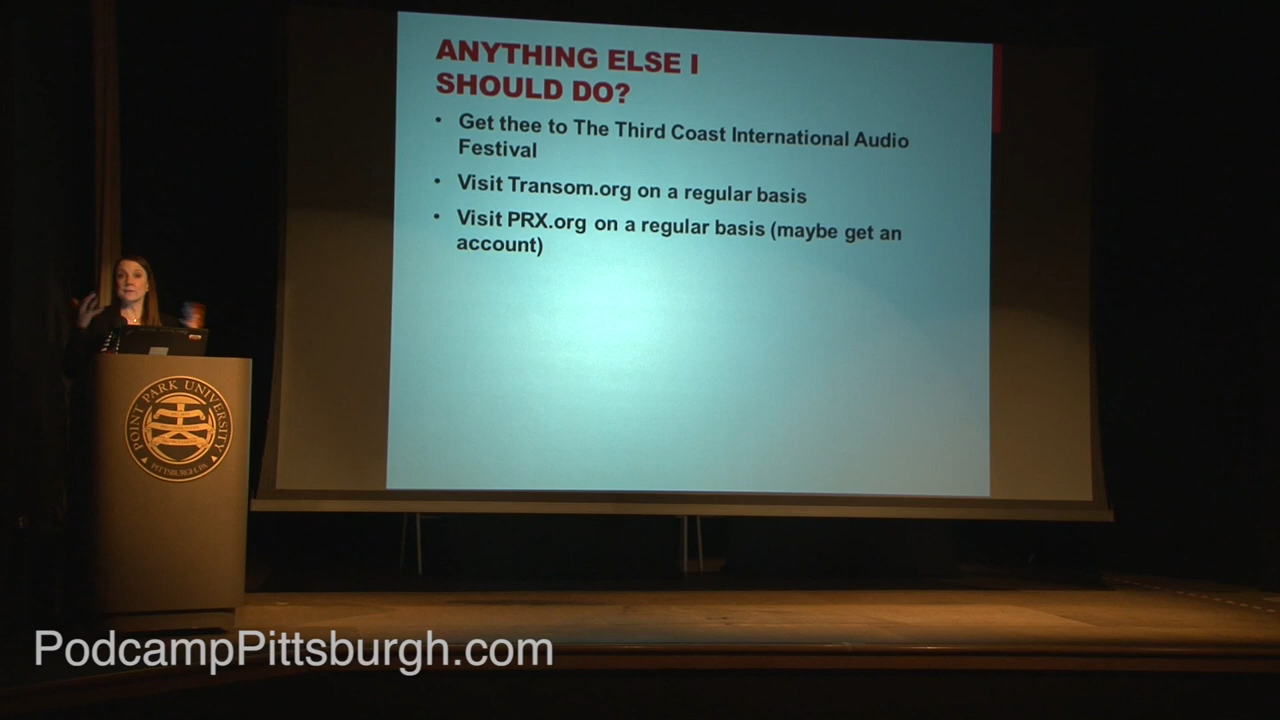 ANYTHING ELSE I
SHOULD DO?
• Get thee to The Third Coast International Audio
Festival
• Visit Transom.org on a regular basis
• Visit PRX.org on a regular basis (maybe get an
account)
POINT PARK UNIVERSITY
PITTSBURGH, PA
PodcampPittsburgh.com